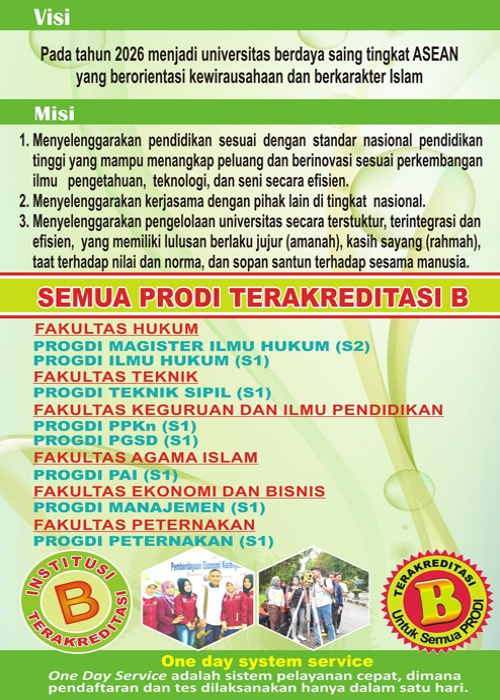 Visi
Pada tahun 2026 menjadi universitas berdaya saing tingkat ASEAN
yang berorientasi kewirausahaan dan berkarakter Islam
Misi
1. Menyelenggarakan pendidikan sesuai dengan standar nasional pendidikan
tinggi yang mampu menangkap peluang dan berinovasi sesuai perkembangan
ilmu pengetahuan, teknologi, dan seni secara efisien.
2. Menyelenggarakan kerjasama dengan pihak lain di tingkat nasional.
3. Menyelenggarakan pengelolaan universitas secara terstuktur, terintegrasi dan
efisien, yang memiliki lulusan berlaku jujur (amanah), kasih sayang (rahmah),
taat terhadap nilai dan norma, dan sopan santun terhadap sesama manusia.
SEMUA PRODI TERAKREDITASI B
FAKULTAS HUKUM
PROGDI MAGISTER ILMU HUKUM (S2)
PROGDI ILMU HUKUM (S1)
FAKULTAS TEKNIK
PROGDI TEKNIK SIPIL (S1)
FAKULTAS KEGURUAN DAN ILMU PENDIDIKAN
PROGDI PPKn (S1)
PROGDI PGSD (S1)
FAKULTAS AGAMA ISLAM
PROGDI PAI (S1)
FAKULTAS EKONOMI DAN BISNIS
PROGDI MANAJEMEN (S1)
FAKULTAS PETERNAKAN
PROGDI PETERNAKAN (S1)
INSTITUSI
B
TERAKREDITASI
Pemberdayaan Ekonomi
TERAKREDITASI
B
Untuk Semua PRODI
One day system service
One Day Service adalah sistem pelayanan cepat, dimana
pendaftaran dan tes dilaksanakan hanya dalam satu hari.